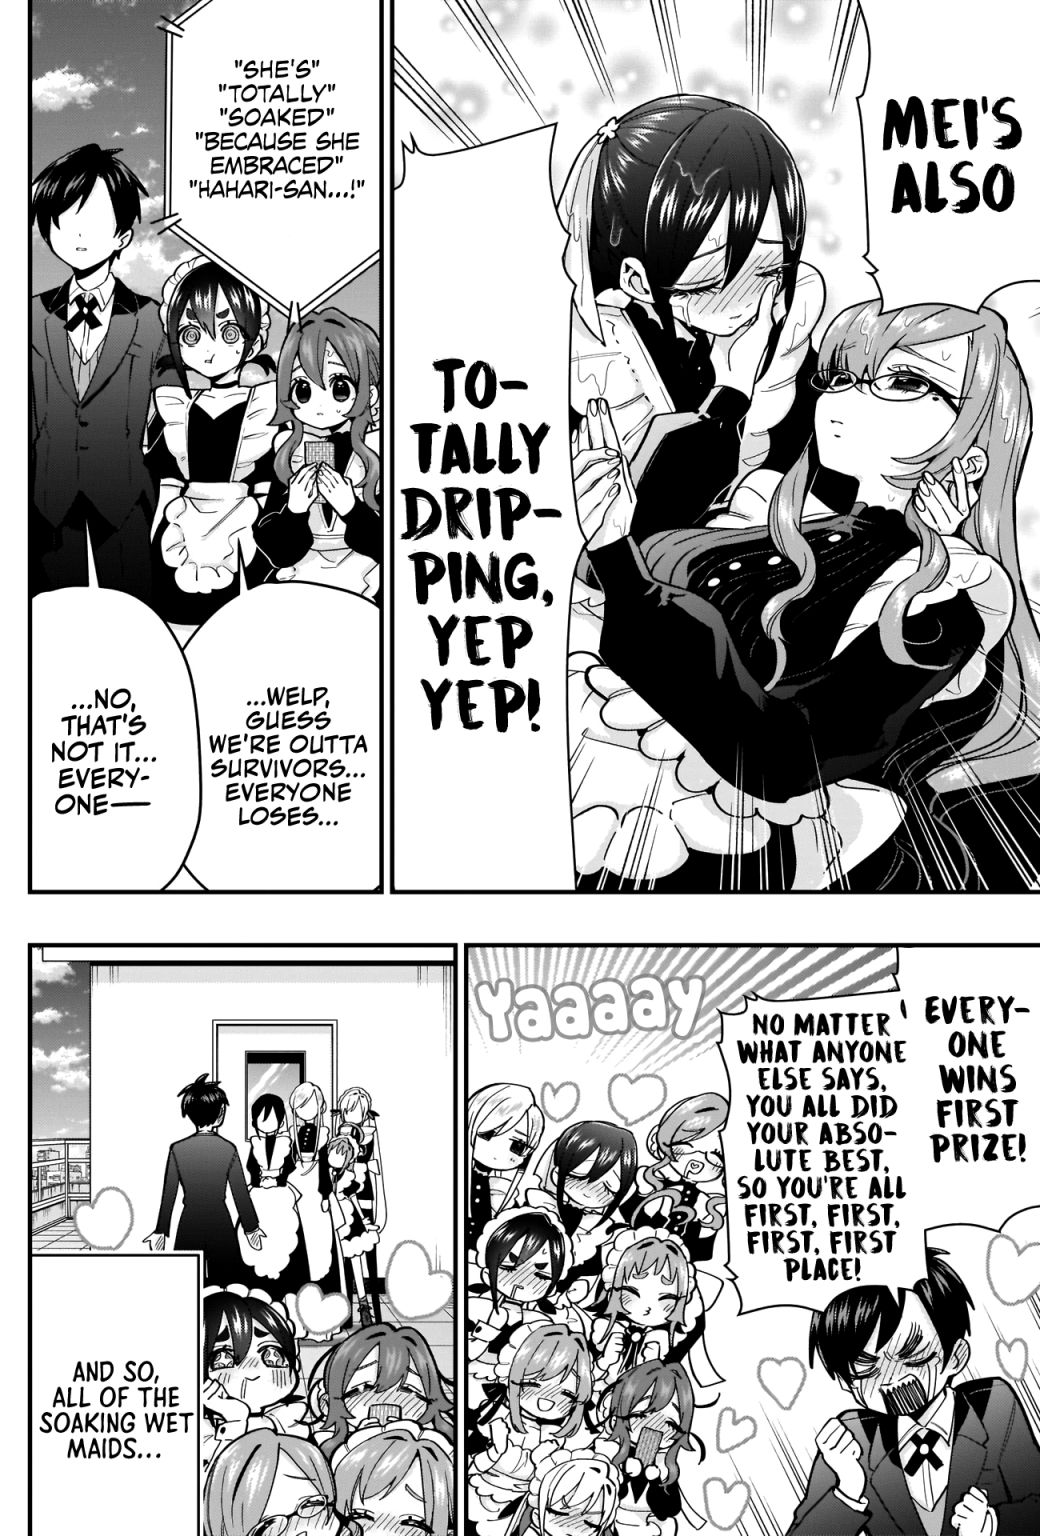 MEI'S
ALSO
TO-
TALLY
DRIP-
PING,
YEP
YEP!
"SHE'S"
"TOTALLY"
"SOAKED"
"BECAUSE SHE
EMBRACED"
"HAHARI-SAN...!"
...WELP,
GUESS
WE'RE OUTTA
SURVIVORS...
EVERYONE
LOSES...
...NO,
THAT'S
NOT IT...
EVERY-
ONE—
EVERY-
ONE
WINS
FIRST
PRIZE!
NO MATTER
WHAT ANYONE
ELSE SAYS,
YOU ALL DID
YOUR ABSO-
LUTE BEST,
SO YOU'RE ALL
FIRST, FIRST,
FIRST, FIRST
PLACE!
Yaaaaay
AND SO,
ALL OF THE
SOAKING WET
MAIDS...